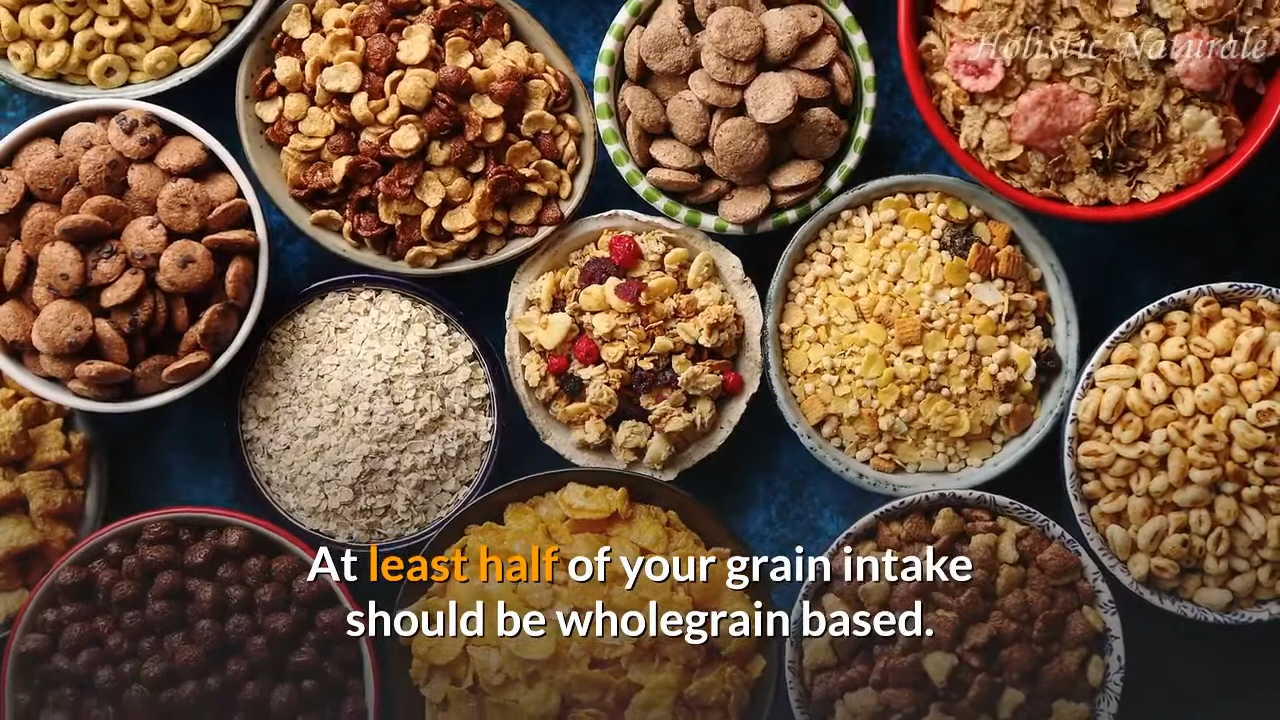 Holistic Naturale
At least half of your grain intake
should be wholegrain based.